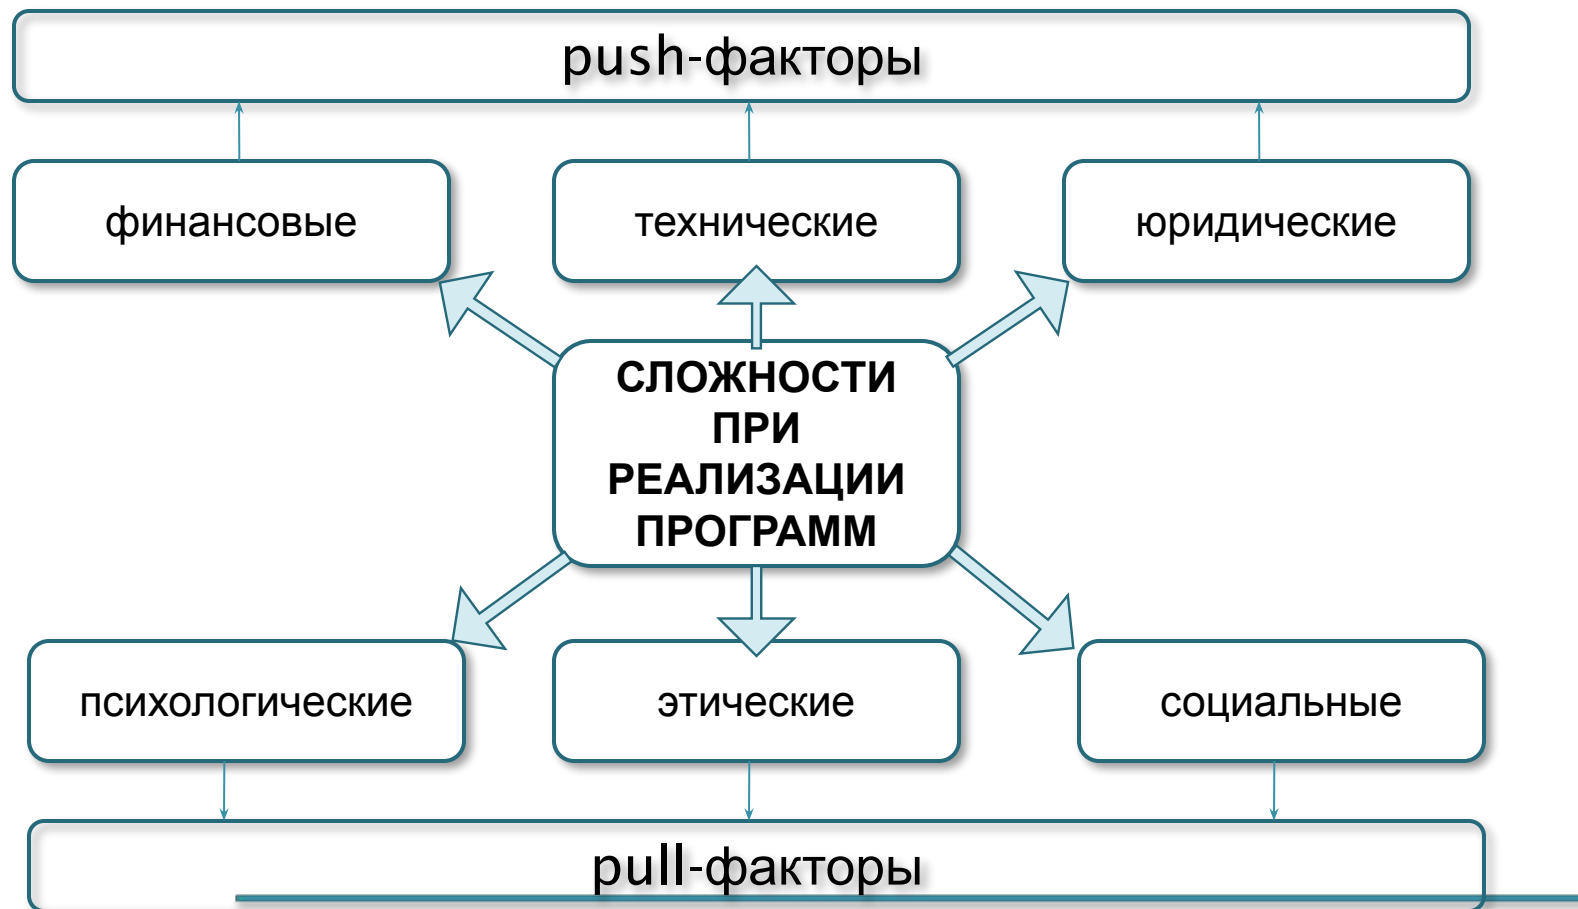 push-факторы
финансовые
технические
юридические
СЛОЖНОСТИ
ПРИ
РЕАЛИЗАЦИИ
ПРОГРАММ
психологические
этические
социальные
pull-факторы